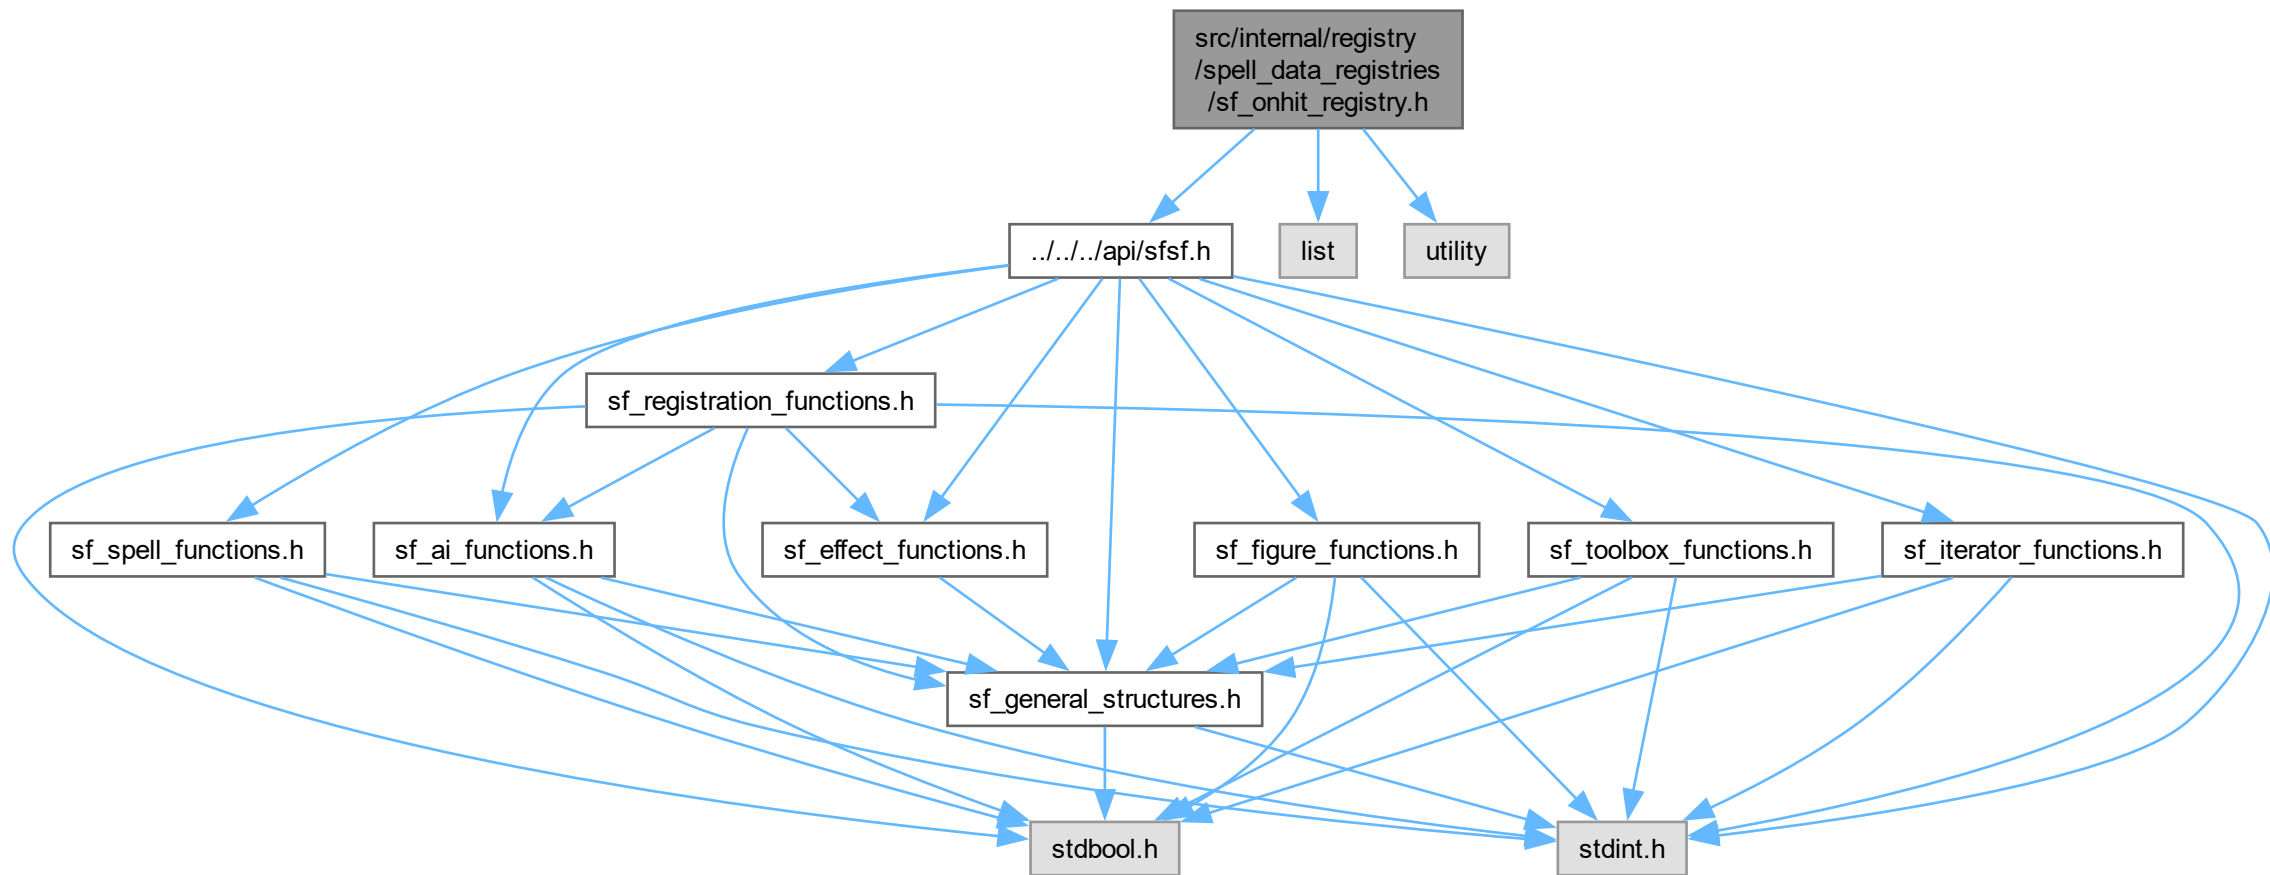 src/internal/registry
/spell_data_registries
/sf_onhit_registry.h
../../../api/sfsf.h
list
utility
sf_registration_functions.h
sf_spell_functions.h
sf_ai_functions.h
sf_effect_functions.h
sf_figure_functions.h
sf_toolbox_functions.h
sf_iterator_functions.h
sf_general_structures.h
stdbool.h
stdint.h